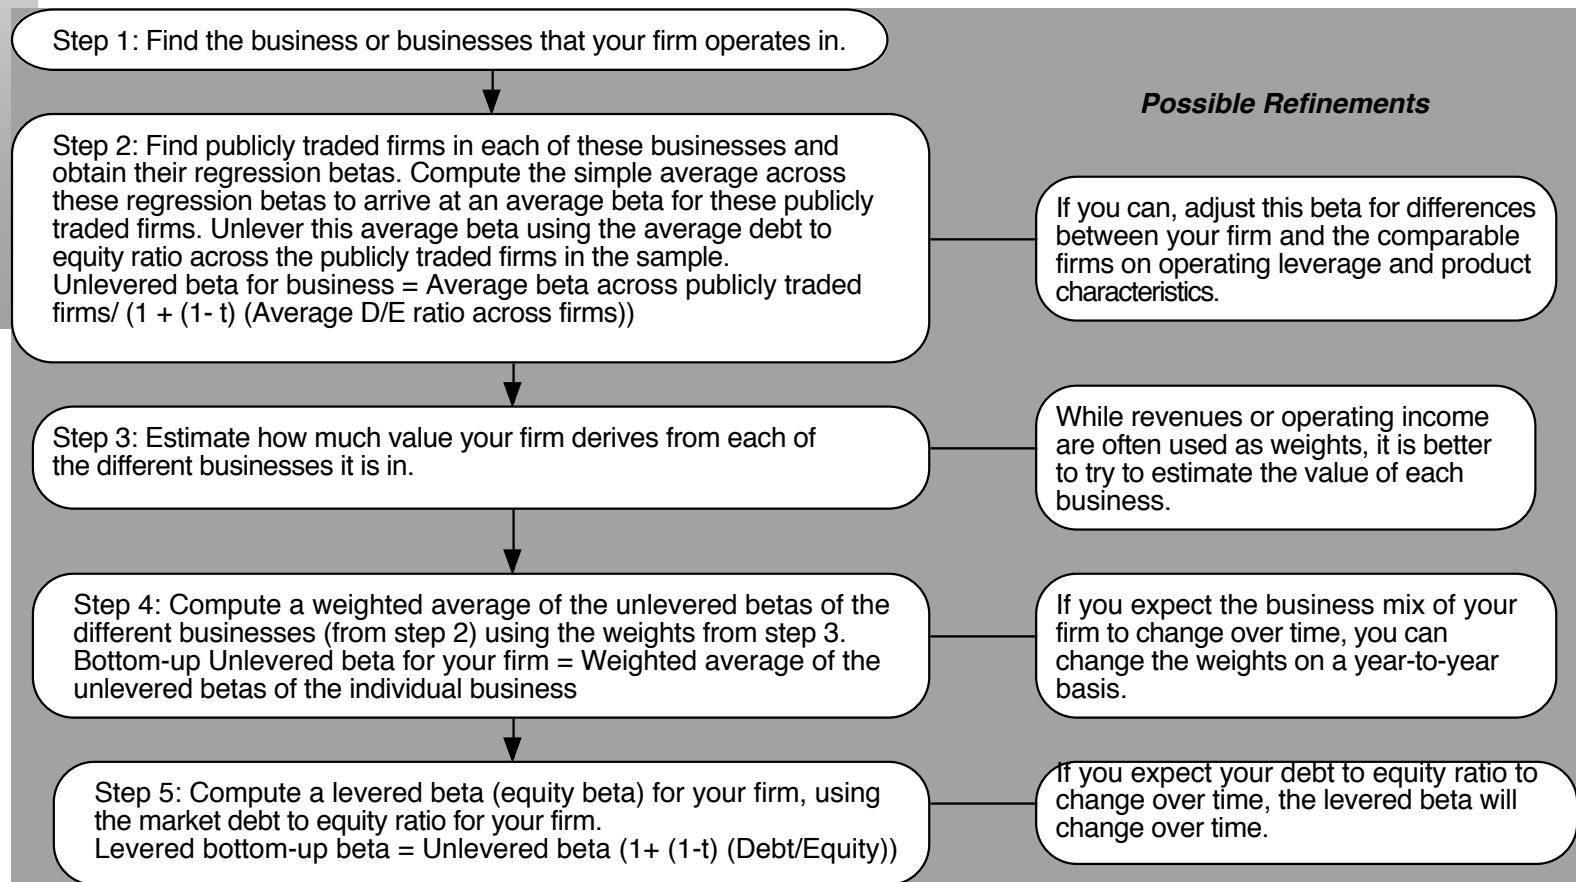 Step 1: Find the business or businesses that your firm operates in.
Possible Refinements
Step 2: Find publicly traded firms in each of these businesses and
obtain their regression betas. Compute the simple average across
these regression betas to arrive at an average beta for these publicly
traded firms. Unlever this average beta using the average debt to
equity ratio across the publicly traded firms in the sample.
Unlevered beta for business = Average beta across publicly traded
firms/ (1 + (1- t) (Average D/E ratio across firms))
If you can, adjust this beta for differences
between your firm and the comparable
firms on operating leverage and product
characteristics.
Step 3: Estimate how much value your firm derives from each of
the different businesses it is in.
While revenues or operating income
are often used as weights, it is better
to try to estimate the value of each
business.
Step 4: Compute a weighted average of the unlevered betas of the
different businesses (from step 2) using the weights from step 3.
Bottom-up Unlevered beta for your firm = Weighted average of the
unlevered betas of the individual business
If you expect the business mix of your
firm to change over time, you can
change the weights on a year-to-year
basis.
Step 5: Compute a levered beta (equity beta) for your firm, using
the market debt to equity ratio for your firm.
Levered bottom-up beta = Unlevered beta (1+ (1-t) (Debt/Equity))
If you expect your debt to equity ratio to
change over time, the levered beta will
change over time.